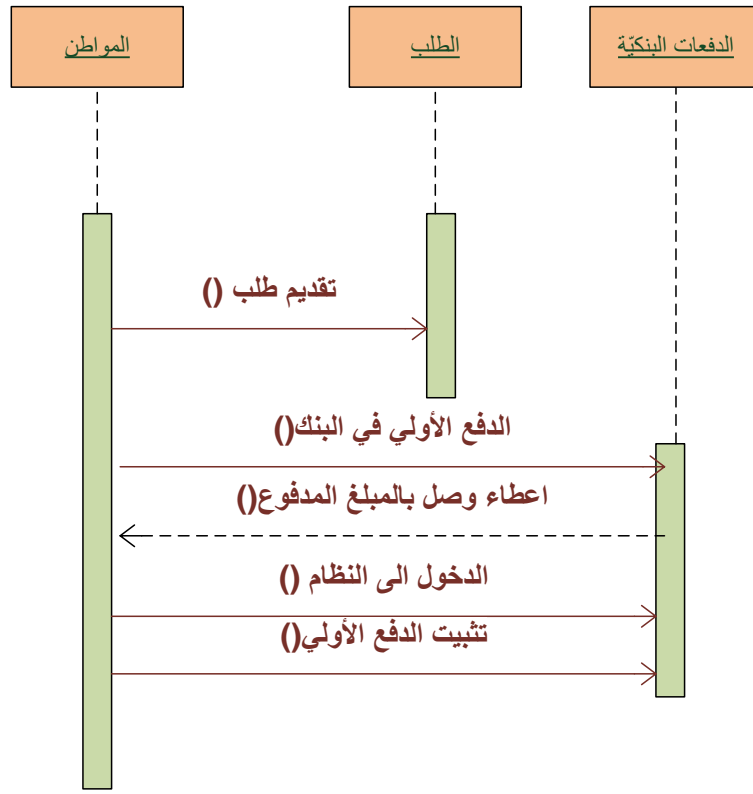 المواطن
الطلب
الدفعات البنكيّة
تقديم طلب ()
الدفع الأولي في البنك()
اعطاء وصل بالمبلغ المدفوع()
الدخول الى النظام ()
تثبيت الدفع الأولي()